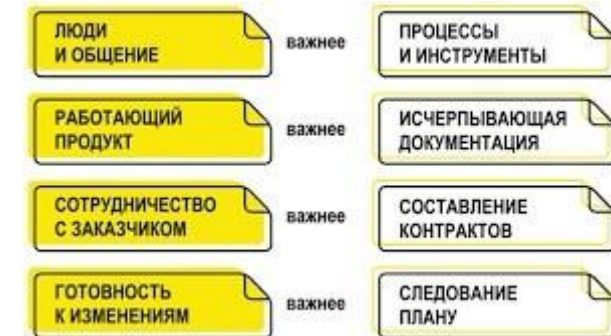 ЛЮДИ
И ОБЩЕНИЕ
важнее
ПРОЦЕССЫ
И ИНСТРУМЕНТЫ
РАБОТАЮЩИЙ
ПРОДУКТ
важнее
ИСЧЕРПЫВАЮЩАЯ
ДОКУМЕНТАЦИЯ
СОТРУДНИЧЕСТВО
С ЗАКАЗЧИКОМ
важнее
СОСТАВЛЕНИЕ
КОНТРАКТОВ
ГОТОВНОСТЬ
К ИЗМЕНЕНИЯМ
важнее
СЛЕДОВАНИЕ
ПЛАНУ